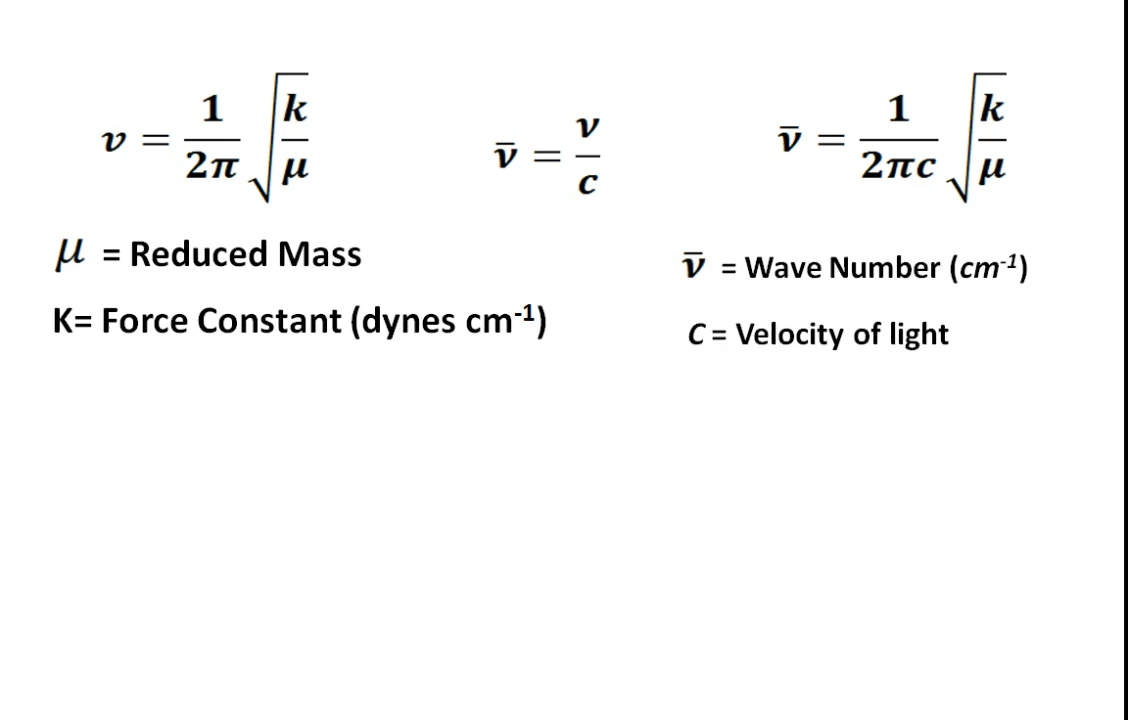 v = 1/2π √k/μ
ν̄ = ν/c
ν̄ = 1/2πc √k/μ
μ = Reduced Mass
K= Force Constant (dynes cm⁻¹)
ν̄ = Wave Number (cm⁻¹)
C = Velocity of light